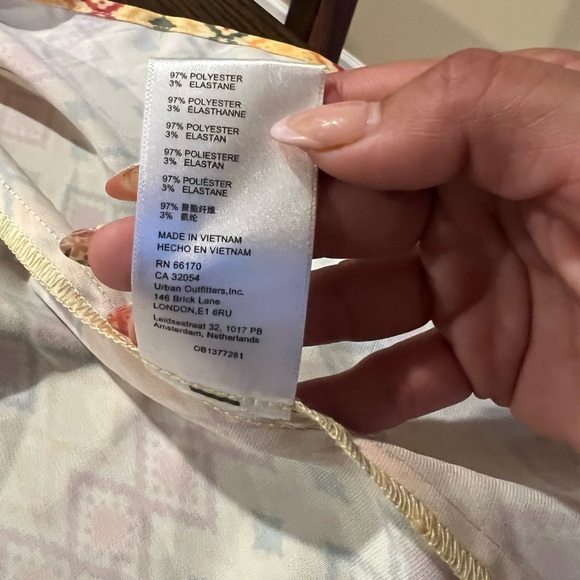 97% POLYESTER
3% ELASTANE
97% POLYESTER
3% ÉLASTHANNE
97% POLYESTER
3% ELASTAN
97% POLIESTERE
3% ELASTAN
97% POLIÉSTER
3% ELASTANE
97% 聚酯纤维
3% 氨纶
MADE IN VIETNAM
HECHO EN VIETNAM
RN 66170
CA 32054
Urban Outfitters,Inc.
146 Brick Lane
LONDON,E1 6RU
Leidsestraat 32, 1017 PB
Amsterdam, Netherlands
OB1377281